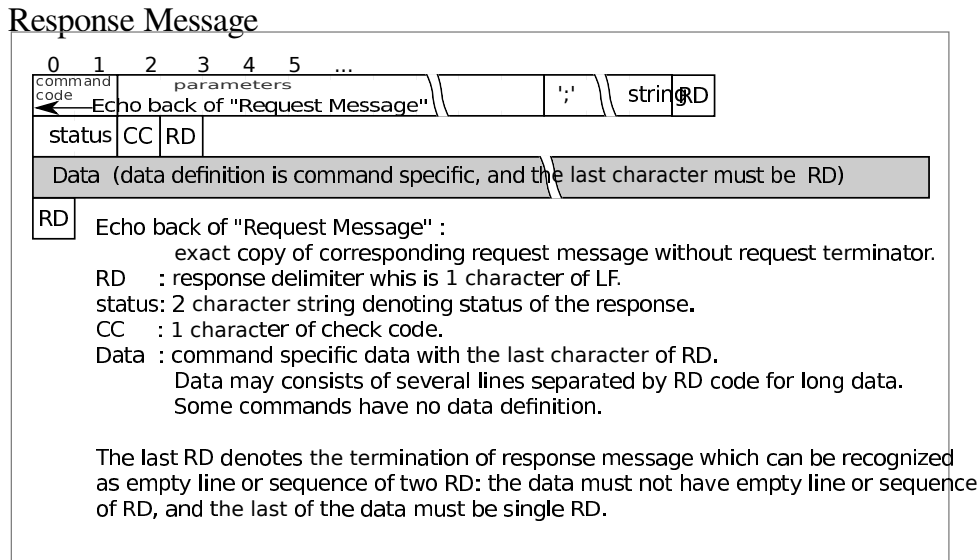 Response Message
0 1 2 3 4 5 ...
command code parameters
Echo back of "Request Message" ';' string RD
status CC RD
Data (data definition is command specific, and the last character must be RD)
RD
Echo back of "Request Message" :
exact copy of corresponding request message without request terminator.
RD : response delimiter whis is 1 character of LF.
status: 2 character string denoting status of the response.
CC : 1 character of check code.
Data : command specific data with the last character of RD.
Data may consists of several lines separated by RD code for long data.
Some commands have no data definition.
The last RD denotes the termination of response message which can be recognized
as empty line or sequence of two RD: the data must not have empty line or sequence
of RD, and the last of the data must be single RD.